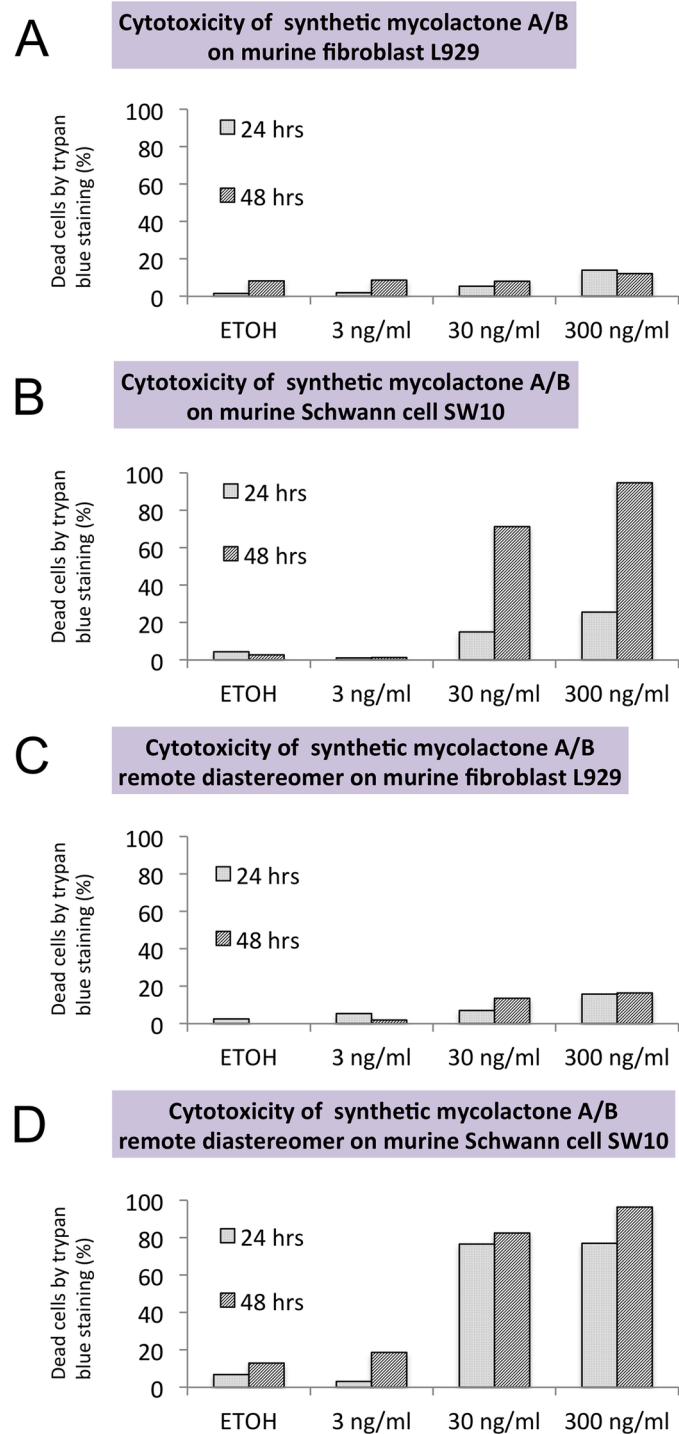 A
Cytotoxicity of synthetic mycolactone A/B
on murine fibroblast L929
Dead cells by trypan
blue staining (%)
100
80
60
40
20
0
24 hrs
48 hrs
ETOH 3 ng/ml 30 ng/ml 300 ng/ml
B
Cytotoxicity of synthetic mycolactone A/B
on murine Schwann cell SW10
Dead cells by trypan
blue staining (%)
100
80
60
40
20
0
24 hrs
48 hrs
ETOH 3 ng/ml 30 ng/ml 300 ng/ml
C
Cytotoxicity of synthetic mycolactone A/B
remote diastereomer on murine fibroblast L929
Dead cells by trypan
blue staining (%)
100
80
60
40
20
0
24 hrs
48 hrs
ETOH 3 ng/ml 30 ng/ml 300 ng/ml
D
Cytotoxicity of synthetic mycolactone A/B
remote diastereomer on murine Schwann cell SW10
Dead cells by trypan
blue staining (%)
100
80
60
40
20
0
24 hrs
48 hrs
ETOH 3 ng/ml 30 ng/ml 300 ng/ml